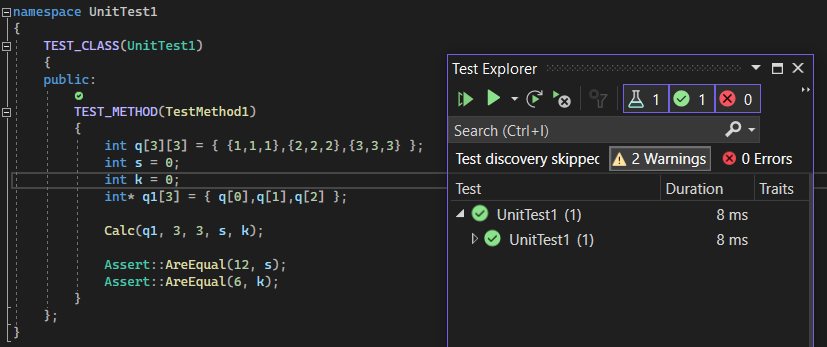 namespace UnitTest1
{
TEST_CLASS(UnitTest1)
{
public:
TEST_METHOD(TestMethod1)
{
int q[3][3] = { {1,1,1},{2,2,2},{3,3,3} };
int s = 0;
int k = 0;
int* q1[3] = { q[0],q[1],q[2] };
Calc(q1, 3, 3, s, k);
Assert::AreEqual(12, s);
Assert::AreEqual(6, k);
}
};
}
Test Explorer
1 1 0
Search (Ctrl+I)
Test discovery skipped 2 Warnings 0 Errors
Test Duration Traits
UnitTest1 (1) 8 ms
UnitTest1 (1) 8 ms